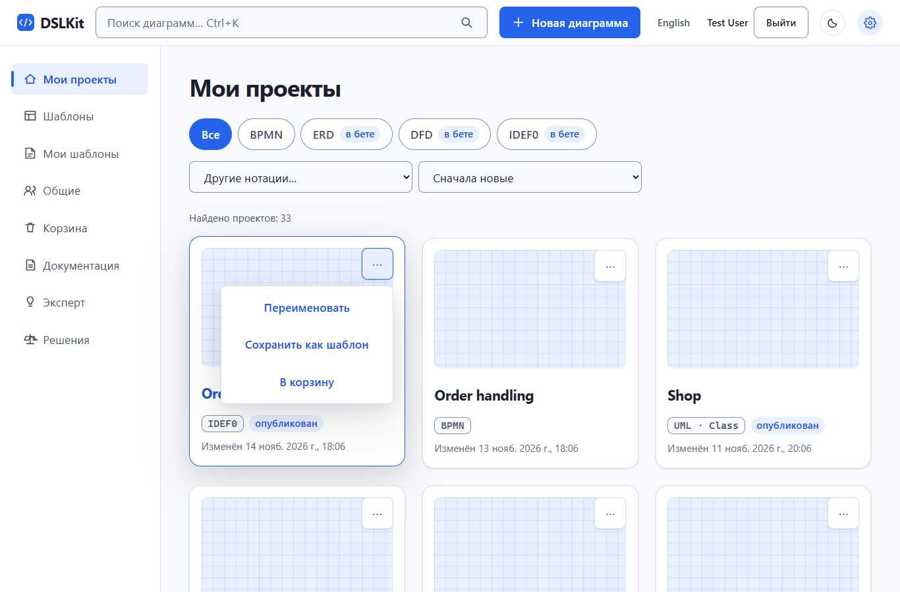 DSLKit
Поиск диаграмм... Ctrl+K
+ Новая диаграмма
English
Test User
Выйти
Мои проекты
Шаблоны
Мои шаблоны
Общие
Корзина
Документация
Эксперт
Решения
Мои проекты
Все
BPMN
ERD в бете
DFD в бете
IDEF0 в бете
Другие нотации...
Сначала новые
Найдено проектов: 33
...
Переименовать
Сохранить как шаблон
В корзину
IDEF0 опубликован
Изменён 14 нояб. 2026 г., 18:06
...
Order handling
BPMN
Изменён 13 нояб. 2026 г., 18:06
...
Shop
UML · Class опубликован
Изменён 11 нояб. 2026 г., 20:06
...
...
...